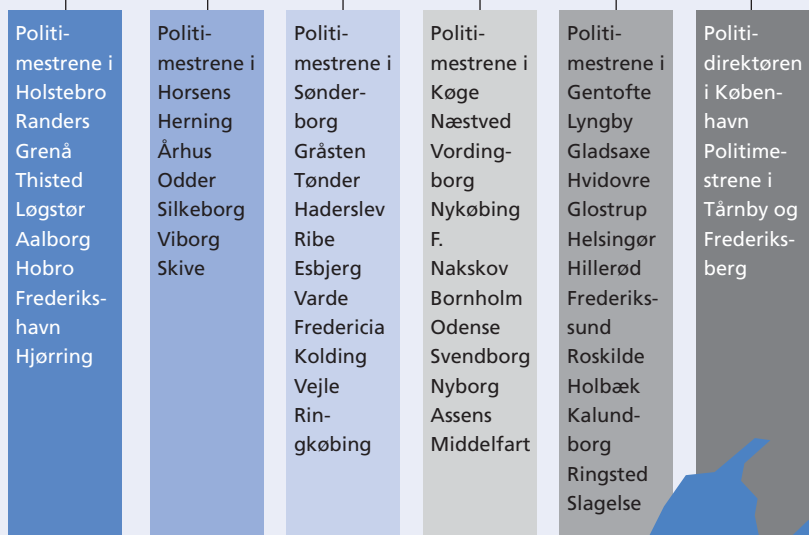 Politi-
mestrene i
Holstebro
Randers
Grenå
Thisted
Løgstør
Aalborg
Hobro
Frederiks-
havn
Hjørring
Politi-
mestrene i
Horsens
Herning
Århus
Odder
Silkeborg
Viborg
Skive
Politi-
mestrene i
Sønder-
borg
Gråsten
Tønder
Haderslev
Ribe
Esbjerg
Varde
Fredericia
Kolding
Vejle
Rin-
gkøbing
Politi-
mestrene i
Køge
Næstved
Vording-
borg
Nykøbing
F.
Nakskov
Bornholm
Odense
Svendborg
Nyborg
Assens
Middelfart
Politi-
mestrene i
Gentofte
Lyngby
Gladsaxe
Hvidovre
Glostrup
Helsingør
Hillerød
Frederiks-
sund
Roskilde
Holbæk
Kalund-
borg
Ringsted
Slagelse
Politi-
direktøren
i Køben-
havn
Politime-
strene i
Tårnby og
Frederiks-
berg